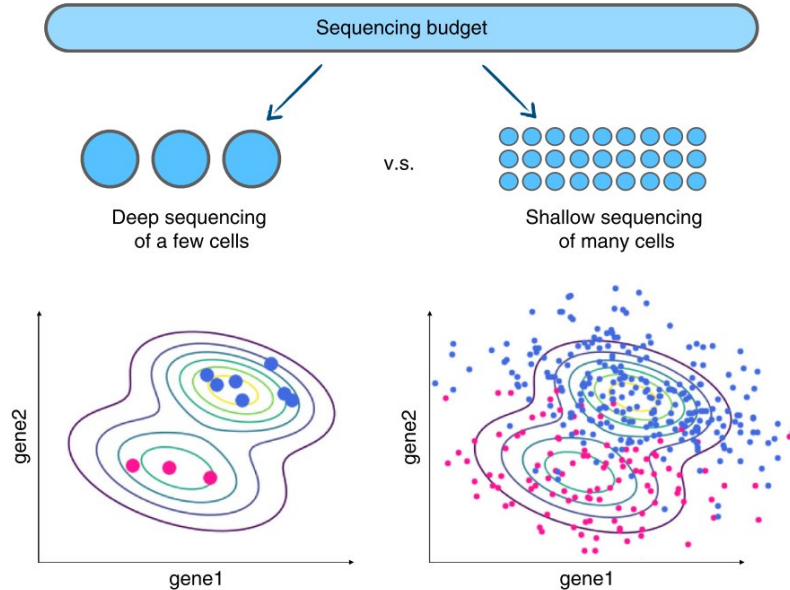 Sequencing budget
v.s.
Deep sequencing
of a few cells
Shallow sequencing
of many cells
gene2
gene1
gene2
gene1